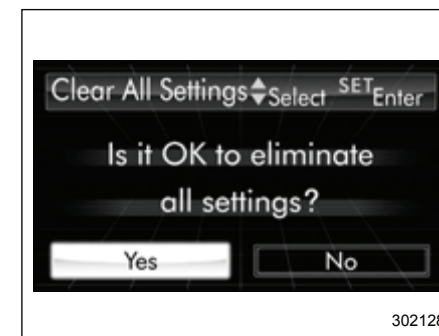 Clear All Settings Select SET Enter
Is it OK to eliminate
all settings?
Yes No
302128